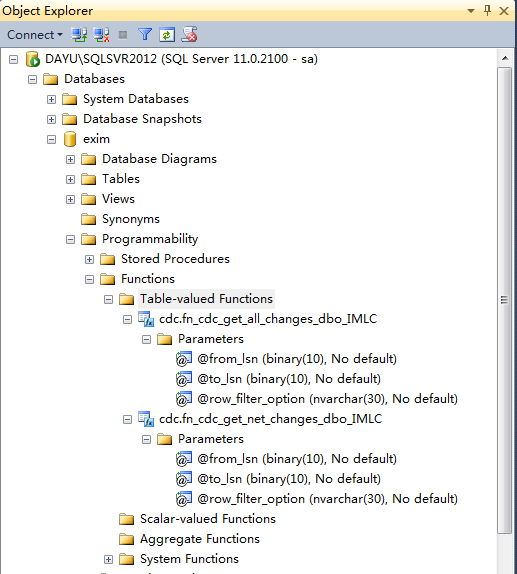 Object Explorer
Connect
DAYU\SQLSVR2012 (SQL Server 11.0.2100 - sa)
Databases
System Databases
Database Snapshots
exim
Database Diagrams
Tables
Views
Synonyms
Programmability
Stored Procedures
Functions
Table-valued Functions
cdc.fn_cdc_get_all_changes_dbo_IMLC
Parameters
@from_lsn (binary(10), No default)
@to_lsn (binary(10), No default)
@row_filter_option (nvarchar(30), No default)
cdc.fn_cdc_get_net_changes_dbo_IMLC
Parameters
@from_lsn (binary(10), No default)
@to_lsn (binary(10), No default)
@row_filter_option (nvarchar(30), No default)
Scalar-valued Functions
Aggregate Functions
System Functions